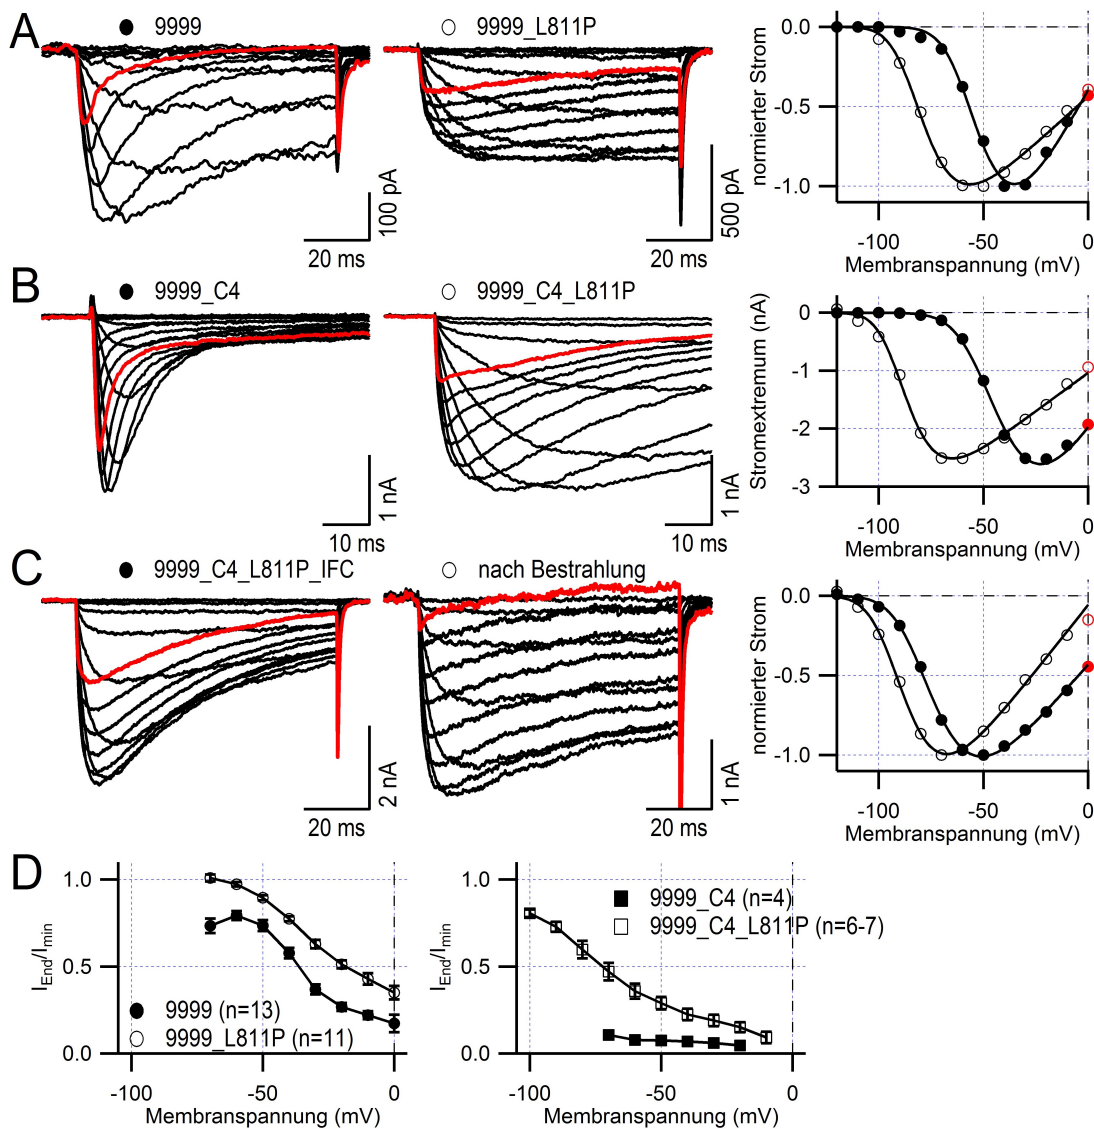 A
9999
9999_L811P
100 pA
20 ms
500 pA
20 ms
normierter Strom
0.0
-0.5
-1.0
-100
-50
0
Membranspannung (mV)
B
9999_C4
9999_C4_L811P
1 nA
10 ms
1 nA
10 ms
Stromextremum (nA)
0
-1
-2
-3
-100
-50
0
Membranspannung (mV)
C
9999_C4_L811P_IFC
nach Bestrahlung
2 nA
20 ms
1 nA
20 ms
normierter Strom
0.0
-0.5
-1.0
-100
-50
0
Membranspannung (mV)
D
IEnd/Imin
1.0
0.5
0.0
9999 (n=13)
9999_L811P (n=11)
-100
-50
0
Membranspannung (mV)
IEnd/Imin
1.0
0.5
0.0
9999_C4 (n=4)
9999_C4_L811P (n=6-7)
-100
-50
0
Membranspannung (mV)